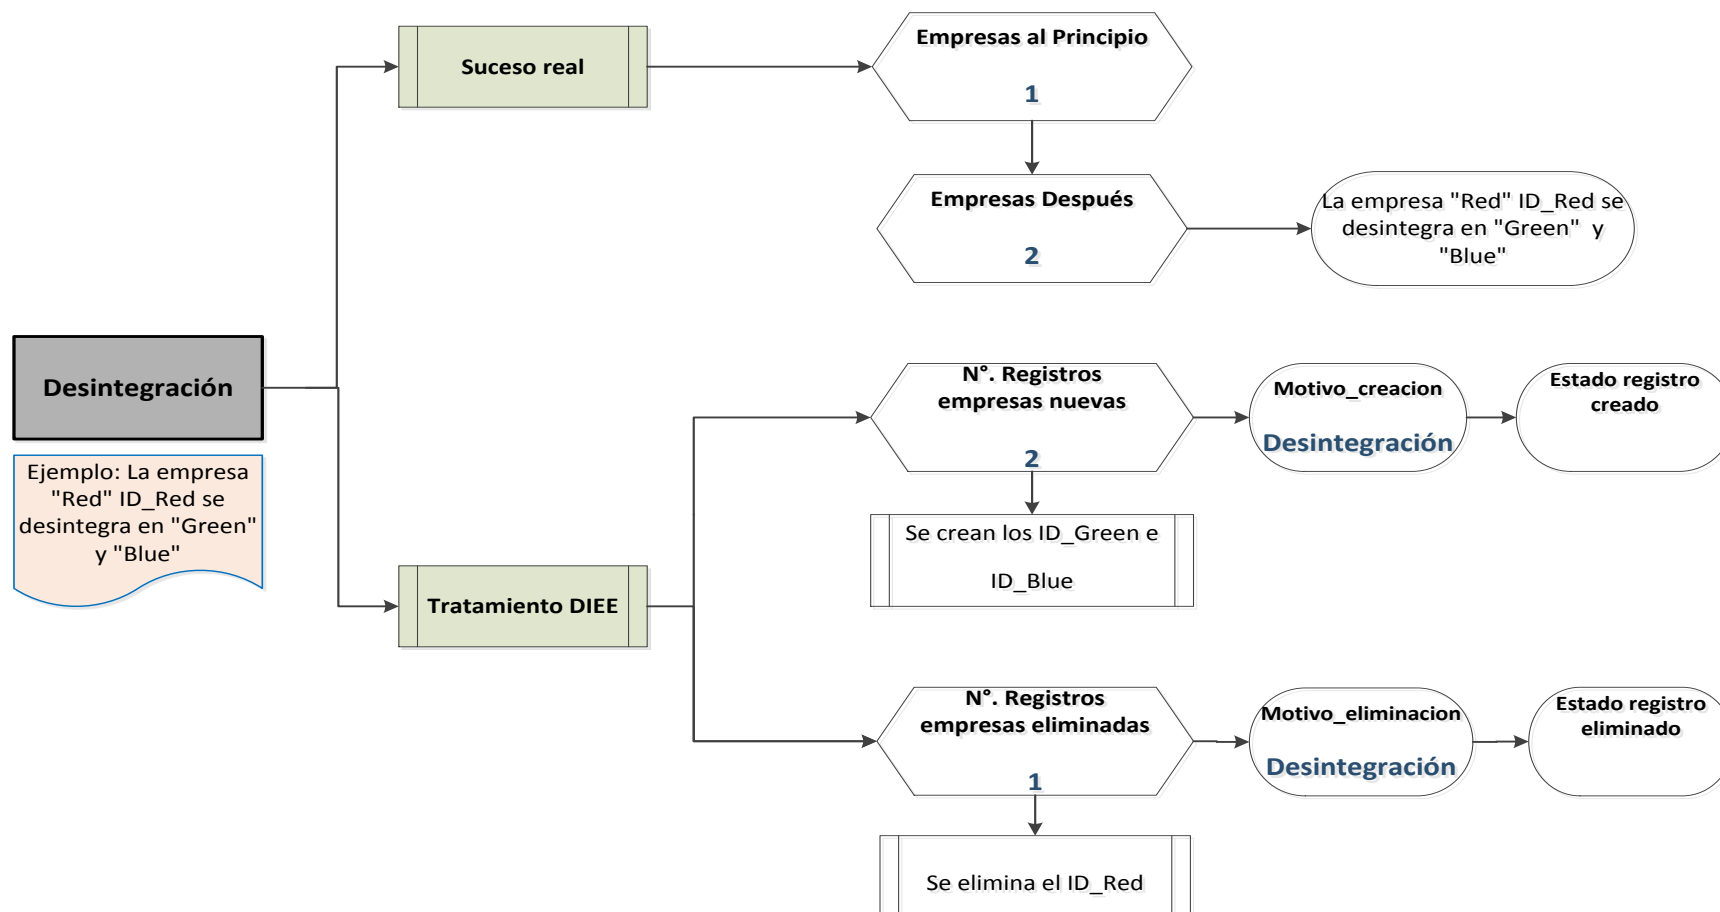 Empresas al Principio
1
Suceso real
Empresas Después
2
La empresa "Red" ID_Red se
desintegra en "Green" y
"Blue"
Desintegración
Ejemplo: La empresa
"Red" ID_Red se
desintegra en "Green"
y "Blue"
N°. Registros
empresas nuevas
2
Motivo_creacion
Desintegración
Estado registro
creado
Se crean los ID_Green e
ID_Blue
Tratamiento DIEE
N°. Registros
empresas eliminadas
1
Motivo_eliminacion
Desintegración
Estado registro
eliminado
Se elimina el ID_Red